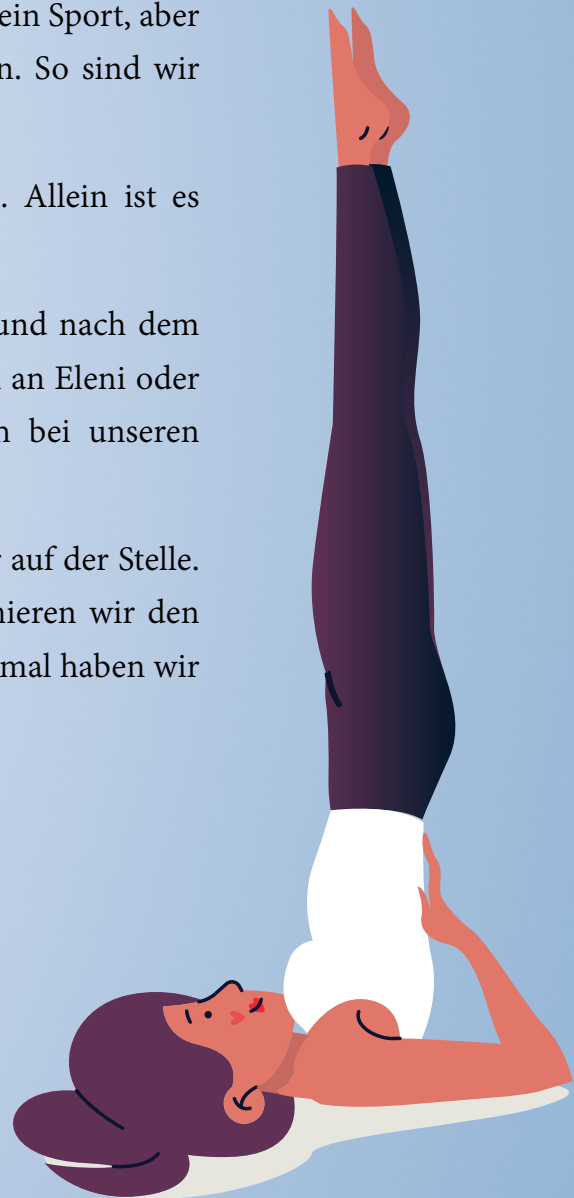 ein Sport, aber
n. So sind wir
. Allein ist es
und nach dem
an Eleni oder
n bei unseren
auf der Stelle.
nieren wir den
mal haben wir